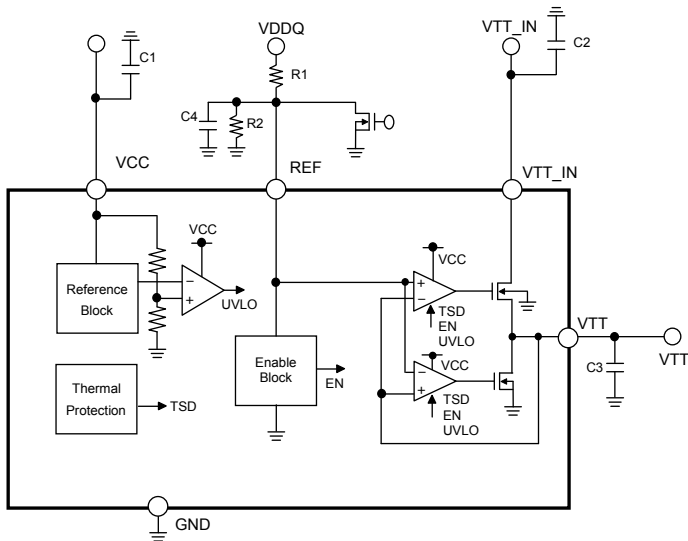 VDDQ
VTT_IN
C1
C2
R1
C4
R2
VCC
REF
VTT_IN
VCC
VCC
Reference
Block
−
+
UVLO
+
−
TSD
EN
UVLO
VTT
Enable
Block
EN
VCC
−
+
C3
VTT
Thermal
Protection
TSD
TSD
EN
UVLO
GND